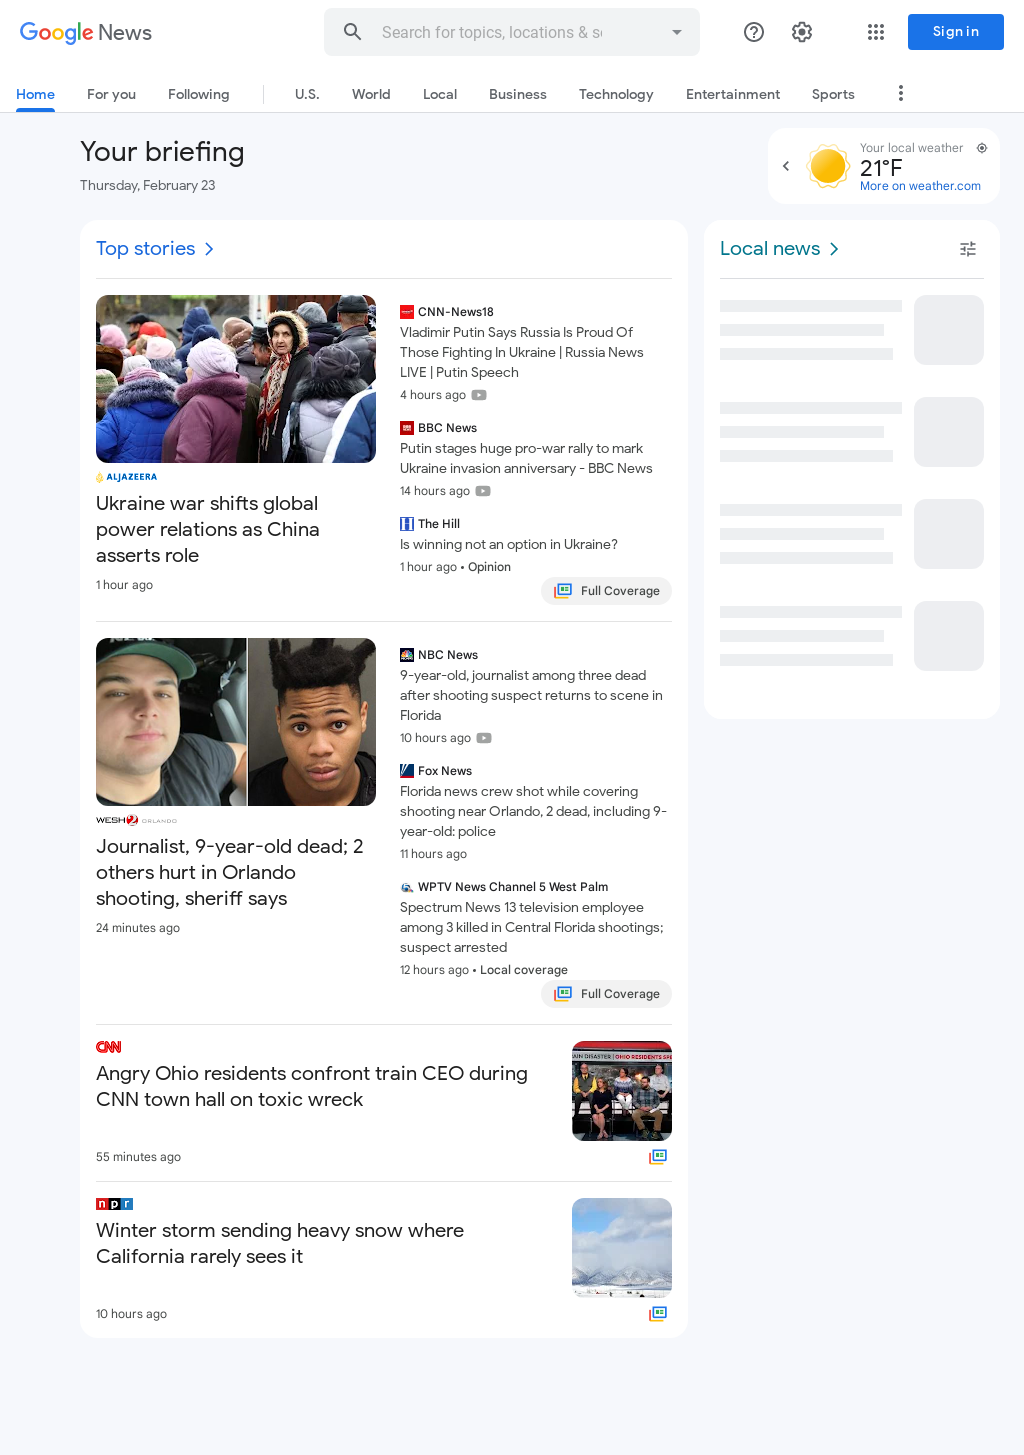 Google News
Search for topics, locations & so
Sign in
Home
For you
Following
U.S.
World
Local
Business
Technology
Entertainment
Sports
Your briefing
Thursday, February 23
Your local weather
21°F
More on weather.com
Top stories
ALJAZEERA
Ukraine war shifts global
power relations as China
asserts role
1 hour ago
CNN-News18
Vladimir Putin Says Russia Is Proud Of
Those Fighting In Ukraine | Russia News
LIVE | Putin Speech
4 hours ago
BBC News
Putin stages huge pro-war rally to mark
Ukraine invasion anniversary - BBC News
14 hours ago
The Hill
Is winning not an option in Ukraine?
1 hour ago • Opinion
Full Coverage
WESH 2 ORLANDO
Journalist, 9-year-old dead; 2
others hurt in Orlando
shooting, sheriff says
24 minutes ago
NBC News
9-year-old, journalist among three dead
after shooting suspect returns to scene in
Florida
10 hours ago
Fox News
Florida news crew shot while covering
shooting near Orlando, 2 dead, including 9-
year-old: police
11 hours ago
WPTV News Channel 5 West Palm
Spectrum News 13 television employee
among 3 killed in Central Florida shootings;
suspect arrested
12 hours ago • Local coverage
Full Coverage
CNN
Angry Ohio residents confront train CEO during
CNN town hall on toxic wreck
55 minutes ago
AIN DISASTER | OHIO RESIDENTS SPE
npr
Winter storm sending heavy snow where
California rarely sees it
10 hours ago
Local news